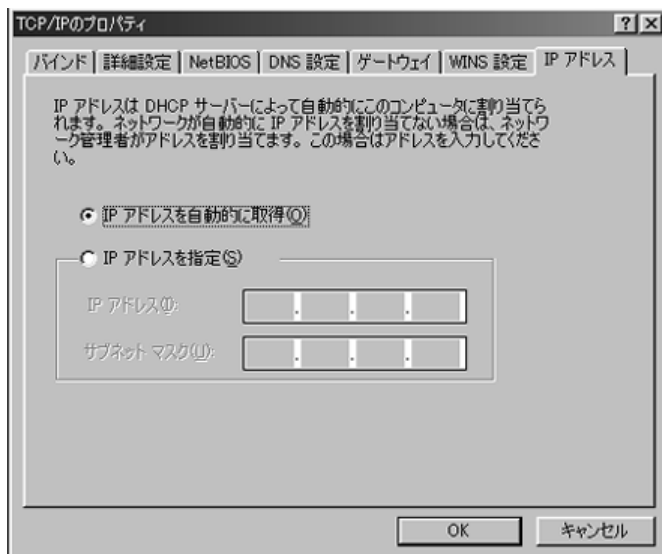 TCP/IPのプロパティ
バインド 詳細設定 NetBIOS DNS 設定 ゲートウェイ WINS 設定 IP アドレス
IP アドレスは DHCP サーバーによって自動的にこのコンピュータに割り当てら
れます。ネットワークが自動的に IP アドレスを割り当てない場合は、ネットワ
ーク管理者がアドレスを割り当てます。この場合はアドレスを入力してくださ
い。
IP アドレスを自動的に取得(O)
IP アドレスを指定(S)
IP アドレス(I):
サブネット マスク(U):
OK キャンセル